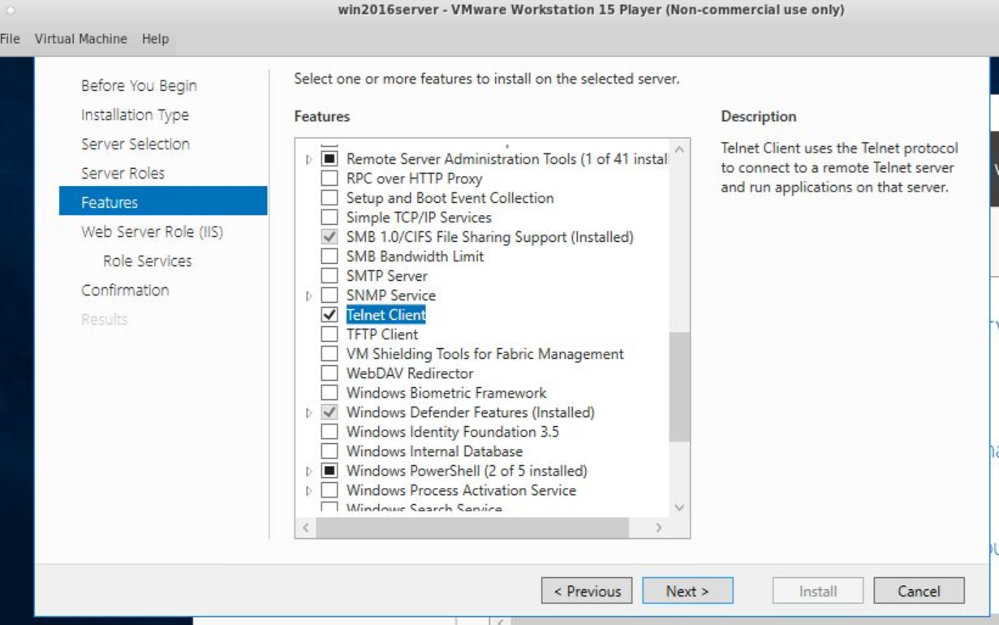 win2016server - VMware Workstation 15 Player (Non-commercial use only)
File Virtual Machine Help
Before You Begin
Installation Type
Server Selection
Server Roles
Features
Web Server Role (IIS)
Role Services
Confirmation
Results
Select one or more features to install on the selected server.
Features
Remote Server Administration Tools (1 of 41 instal
RPC over HTTP Proxy
Setup and Boot Event Collection
Simple TCP/IP Services
SMB 1.0/CIFS File Sharing Support (Installed)
SMB Bandwidth Limit
SMTP Server
SNMP Service
Telnet Client
TFTP Client
VM Shielding Tools for Fabric Management
WebDAV Redirector
Windows Biometric Framework
Windows Defender Features (Installed)
Windows Identity Foundation 3.5
Windows Internal Database
Windows PowerShell (2 of 5 installed)
Windows Process Activation Service
Windows Search Service
Description
Telnet Client uses the Telnet protocol
to connect to a remote Telnet server
and run applications on that server.
< Previous Next > Install Cancel